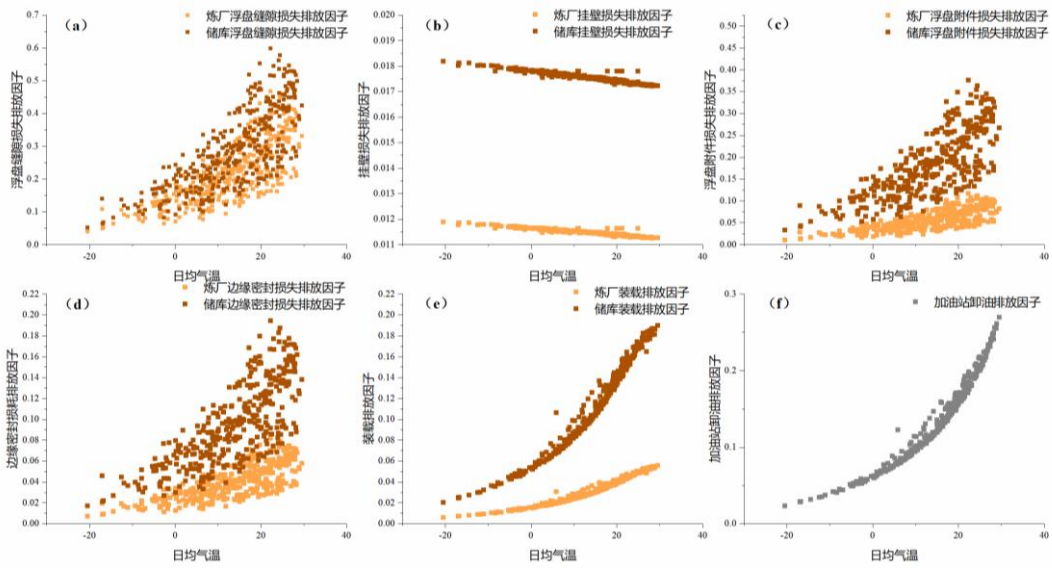 （a）
炼厂浮盘缝隙损失排放因子
储库浮盘缝隙损失排放因子
浮盘缝隙损失排放因子
0.7
0.6
0.5
0.4
0.3
0.2
0.1
0.0
-20
0
20
40
日均气温
（b）
炼厂挂壁损失排放因子
储库挂壁损失排放因子
挂壁损失排放因子
0.020
0.019
0.018
0.017
0.016
0.015
0.014
0.013
0.012
0.011
-20
0
20
40
日均气温
（c）
炼厂浮盘附件损失排放因子
储库浮盘附件损失排放因子
浮盘附件损失排放因子
0.50
0.45
0.40
0.35
0.30
0.25
0.20
0.15
0.10
0.05
0.00
-20
0
20
40
日均气温
（d）
炼厂边缘密封损失排放因子
储库边缘密封损失排放因子
边缘密封损耗排放因子
0.22
0.20
0.18
0.16
0.14
0.12
0.10
0.08
0.06
0.04
0.02
0.00
-20
0
20
40
日均气温
（e）
炼厂装载排放因子
储库装载排放因子
装载排放因子
0.22
0.20
0.18
0.16
0.14
0.12
0.10
0.08
0.06
0.04
0.02
0.00
-20
0
20
40
日均气温
（f）
加油站卸油排放因子
加油站卸油排放因子
0.3
0.2
0.1
0.0
-20
0
20
40
日均气温